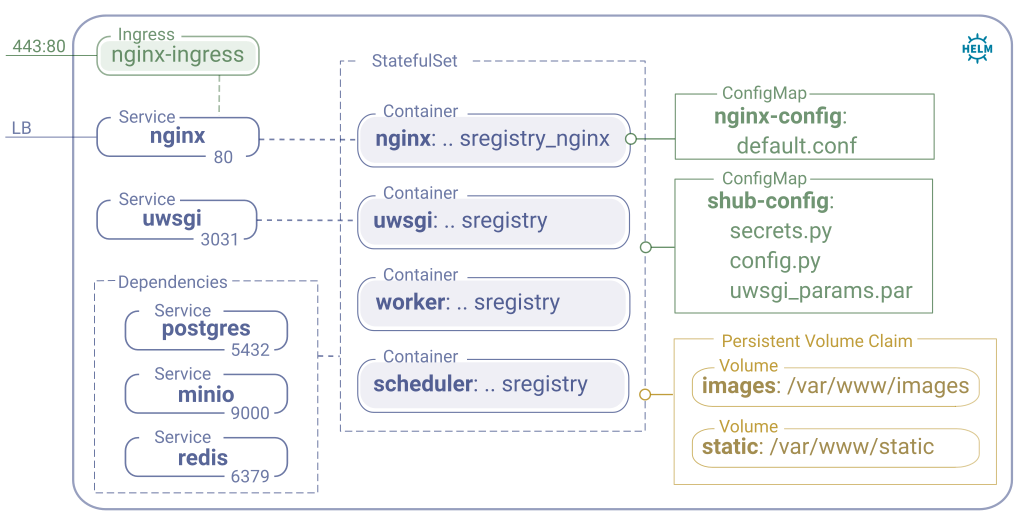 443:80
Ingress
nginx-ingress
HELM
LB
Service
nginx
80
Service
uwsgi
3031
Dependencies
Service
postgres
5432
Service
minio
9000
Service
redis
6379
StatefulSet
Container
nginx: .. sregistry_nginx
Container
uwsgi: .. sregistry
Container
worker: .. sregistry
Container
scheduler: .. sregistry
ConfigMap
nginx-config:
default.conf
ConfigMap
shub-config:
secrets.py
config.py
uwsgi_params.par
Persistent Volume Claim
Volume
images: /var/www/images
Volume
static: /var/www/static